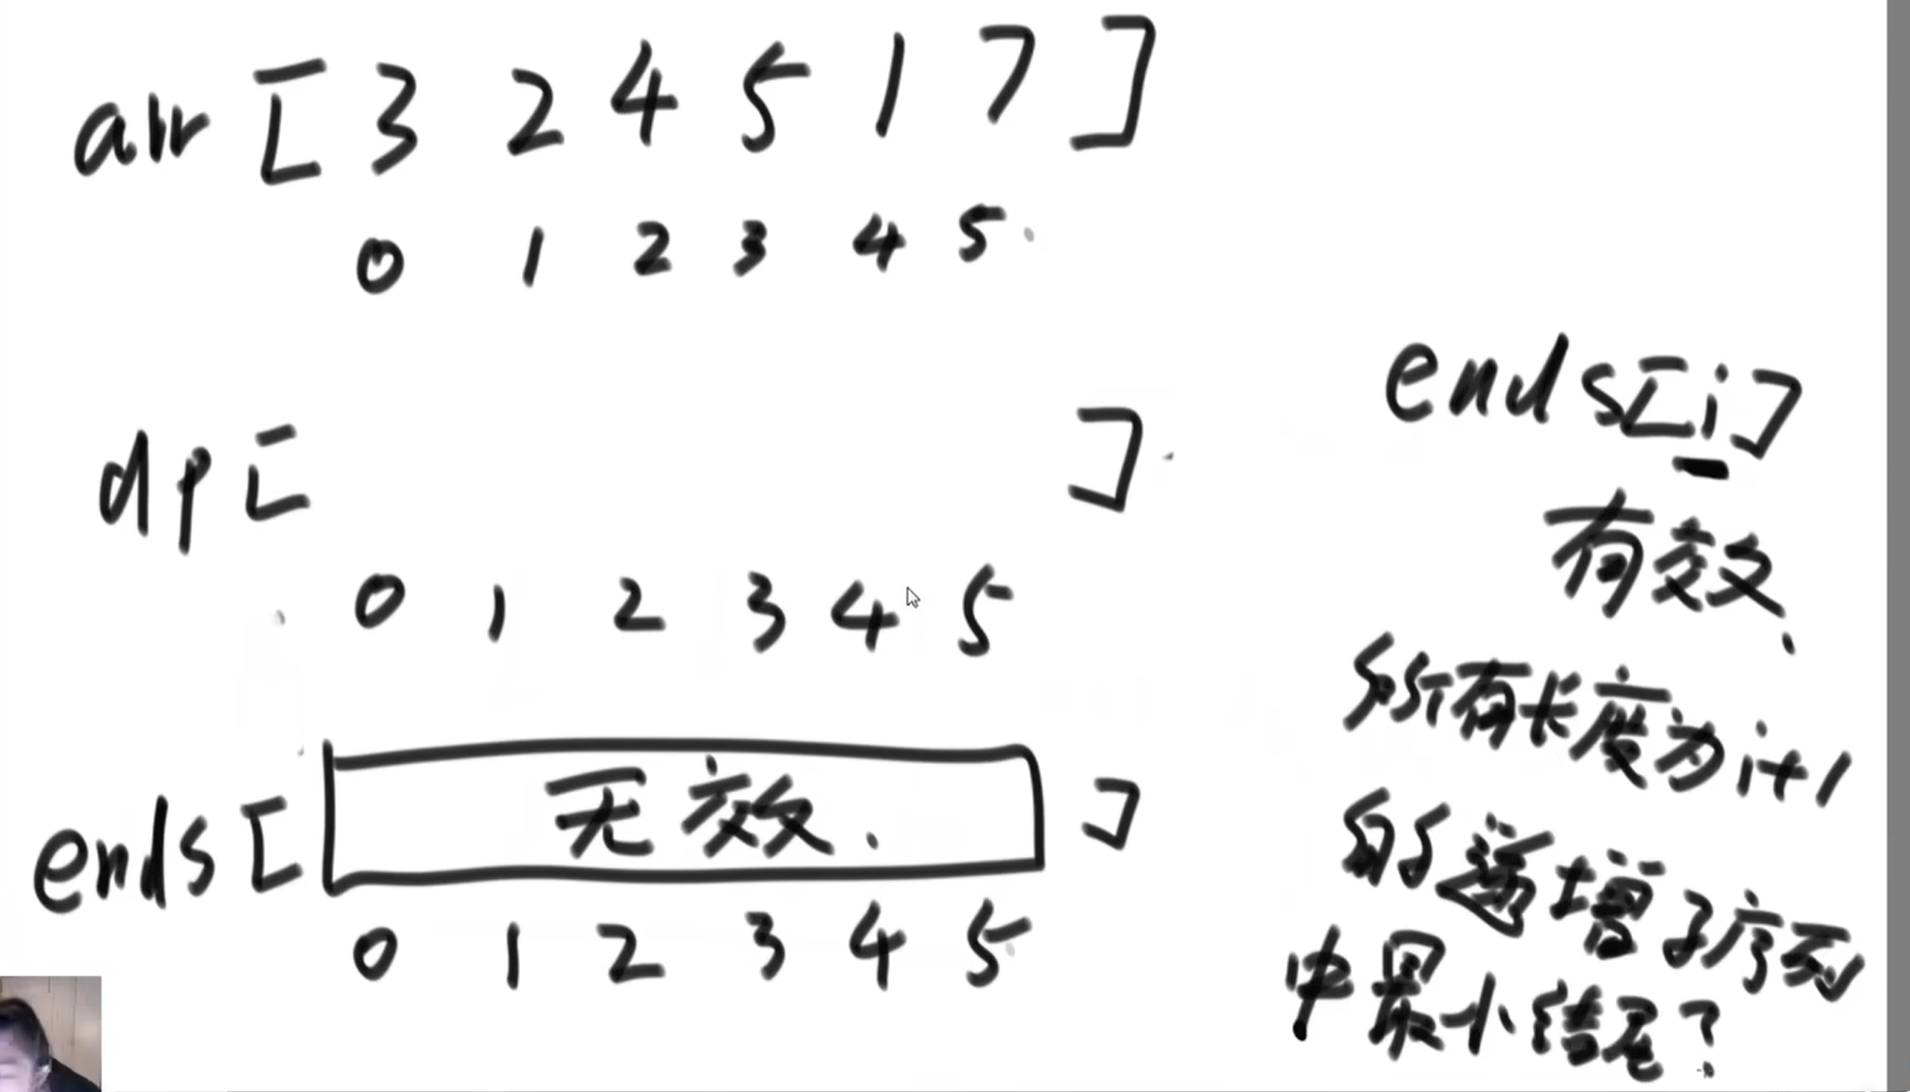 arr [ 3 2 4 5 1 7 ]
0 1 2 3 4 5
dp [ ]
0 1 2 3 4 5
ends [ 无效. ]
0 1 2 3 4 5
ends[i]
有效.
所有长度为i+1
的递增子序列
中最小结尾?